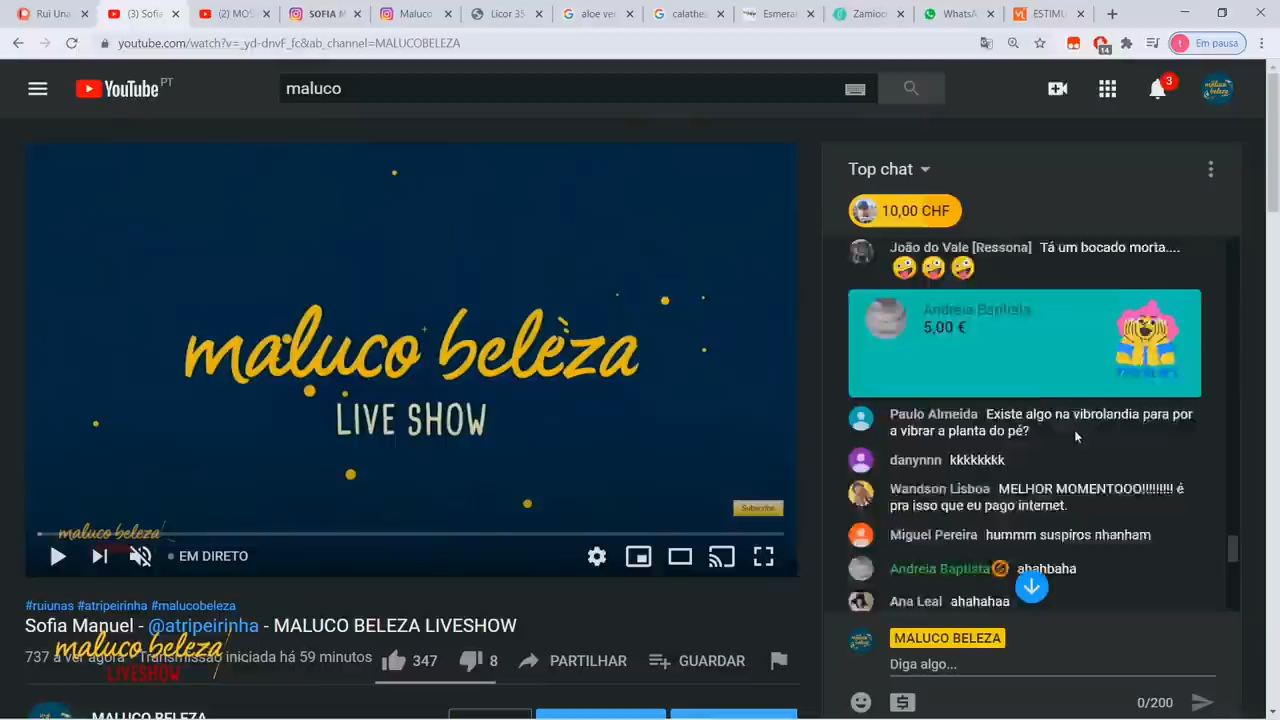 Rui Una
(3) Sofia
(2) MOS
SOFIA M
Maluco
Licor 35
aloe ver
calathea
Esmeral
Zamioc
WhatsA
ESTIMU
youtube.com/watch?v=_yd-dnvF_fc&ab_channel=MALUCOBELEZA
14
Em pausa
YouTube PT
maluco
3
maluco beleza
LIVE SHOW
Subscribe
maluco beleza
EM DIRETO
#ruiunas #atripeirinha #malucobeleza
Sofia Manuel - @atripeirinha - MALUCO BELEZA LIVESHOW
737 a ver agora
Transmissão iniciada há 59 minutos
maluco beleza
LIVESHOW
347
8
PARTILHAR
GUARDAR
MALUCO BELEZA
Top chat
10,00 CHF
João do Vale [Ressona] Tá um bocado morta....
Andreia Baptista
5,00 €
Paulo Almeida Existe algo na vibrolandia para por
a vibrar a planta do pé?
danynnn kkkkkkkk
Wandson Lisboa MELHOR MOMENTOOO!!!!!!!!! é
pra isso que eu pago internet.
Miguel Pereira hummm suspiros nhanham
Andreia Baptista ahahbaha
Ana Leal ahahahaa
MALUCO BELEZA
Diga algo...
0/200